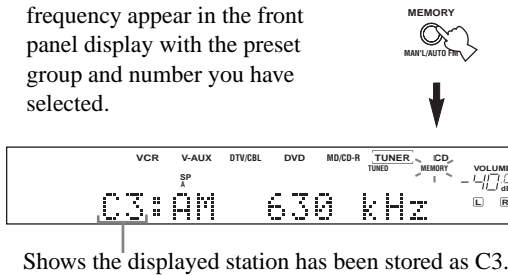 frequency appear in the front
panel display with the preset
group and number you have
selected.
MEMORY
MAN'L/AUTO FM
VCR V-AUX DTV/CBL DVD MD/CD-R TUNER CD
TUNED MEMORY VOLUME
SP
A
dB
L R
C3:AM 630 kHz
Shows the displayed station has been stored as C3.